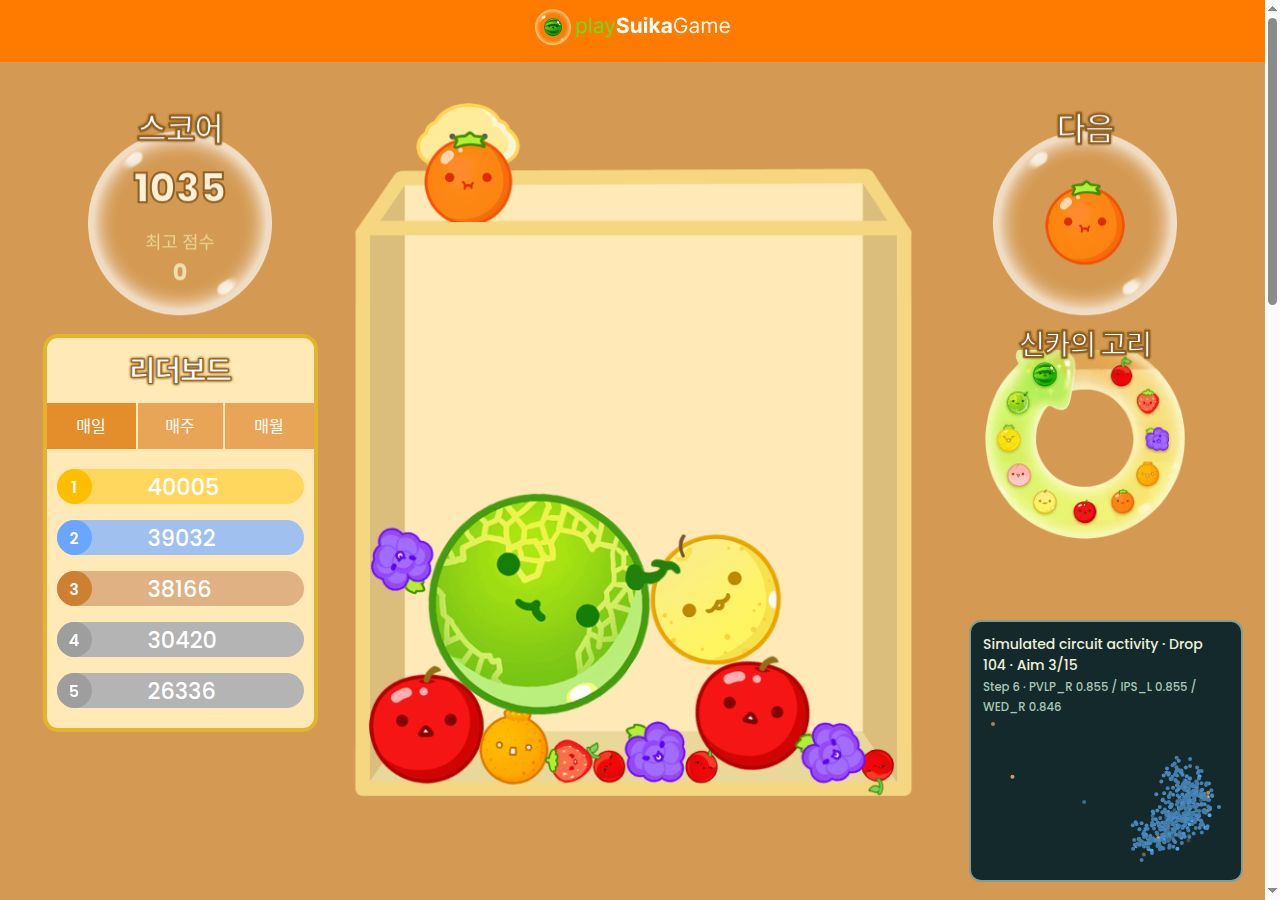 playSuikaGame
스코어
1035
최고 점수
0
다음
신카의 고리
리더보드
매일
매주
매월
1
40005
2
39032
3
38166
4
30420
5
26336
Simulated circuit activity · Drop
104 · Aim 3/15
Step 6 · PVLP_R 0.855 / IPS_L 0.855 /
WED_R 0.846